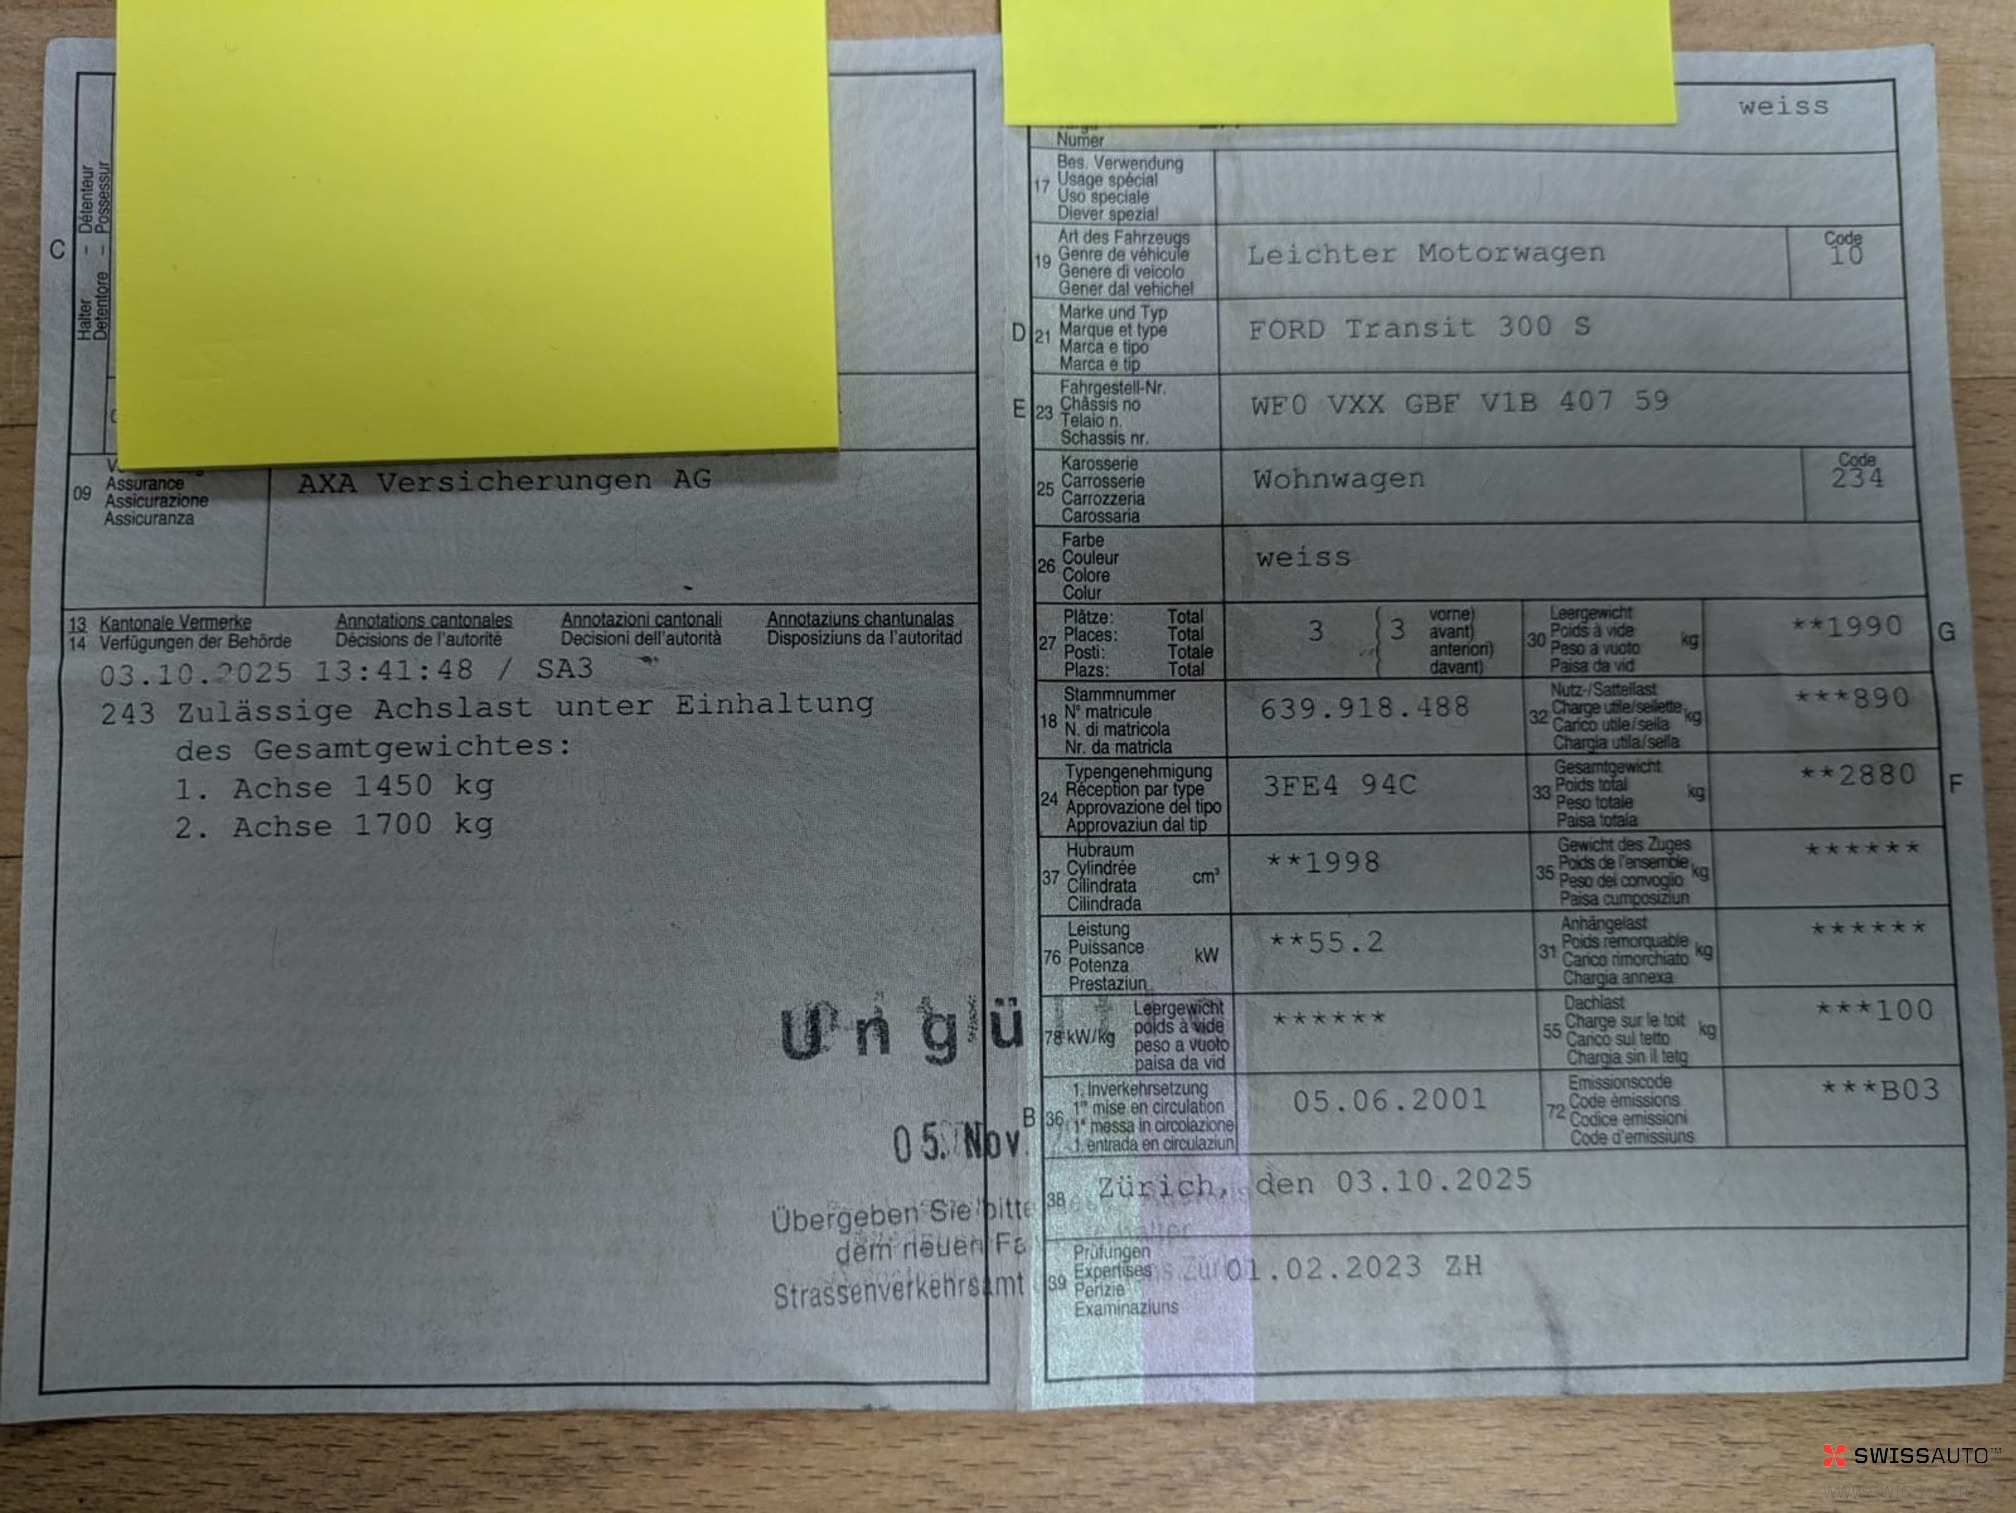 C
Halter – Détenteur
Detentore – Possessur
09
Assurance
Assicurazione
Assicuranza
AXA Versicherungen AG
13 Kantonale Vermerke Annotations cantonales Annotazioni cantonali Annotaziuns chantunalas
14 Verfügungen der Behörde Décisions de l'autorité Decisioni dell'autorità Disposiziuns da l'autoritad
03.10.2025 13:41:48 / SA3
243 Zulässige Achslast unter Einhaltung
des Gesamtgewichtes:
1. Achse 1450 kg
2. Achse 1700 kg
Ungü
05. Nov.
Übergeben Sie bitte
dem neuen Fa
Strassenverkehrsamt
weiss
Numer
17
Bes. Verwendung
Usage spécial
Uso speciale
Diever spezial
19
Art des Fahrzeugs
Genre de véhicule
Genere di veicolo
Gener dal vehichel
Leichter Motorwagen
Code
10
D 21
Marke und Typ
Marque et type
Marca e tipo
Marca e tip
FORD Transit 300 S
E 23
Fahrgestell-Nr.
Châssis no
Telaio n.
Schassis nr.
WF0 VXX GBF V1B 407 59
25
Karosserie
Carrosserie
Carrozzeria
Carossaria
Wohnwagen
Code
234
26
Farbe
Couleur
Colore
Colur
weiss
27
Plätze: Total
Places: Total
Posti: Totale
Plazs: Total
3 ( 3
vorne)
avant)
anteriori)
davant)
30
Leergewicht
Poids à vide
Peso a vuoto
Paisa da vid
kg
**1990
G
18
Stammnummer
N° matricule
N. di matricola
Nr. da matricla
639.918.488
32
Nutz-/Sattellast
Charge utile/sellette
Carico utile/sella
Chargia utila/sella
kg
***890
24
Typengenehmigung
Réception par type
Approvazione del tipo
Approvaziun dal tip
3FE4 94C
33
Gesamtgewicht
Poids total
Peso totale
Paisa totala
kg
**2880
F
37
Hubraum
Cylindrée
Cilindrata
Cilindrada
cm³
**1998
35
Gewicht des Zuges
Poids de l'ensemble
Peso del convoglio
Paisa cumposiziun
kg
******
76
Leistung
Puissance
Potenza
Prestaziun
kW
**55.2
31
Anhängelast
Poids remorquable
Carico rimorchiato
Chargia annexa
kg
******
78 kW/kg
Leergewicht
poids à vide
peso a vuoto
paisa da vid
******
55
Dachlast
Charge sur le toit
Carico sul tetto
Chargia sin il tetg
kg
***100
B 36
1. Inverkehrsetzung
1re mise en circulation
1a messa in circolazione
1. entrada en circulaziun
05.06.2001
72
Emissionscode
Code émissions
Codice emissioni
Code d'emissiuns
***B03
38
Zürich, den 03.10.2025
39
Prüfungen
Expertises
Perizie
Examinaziuns
01.02.2023 ZH
SWISSAUTO™